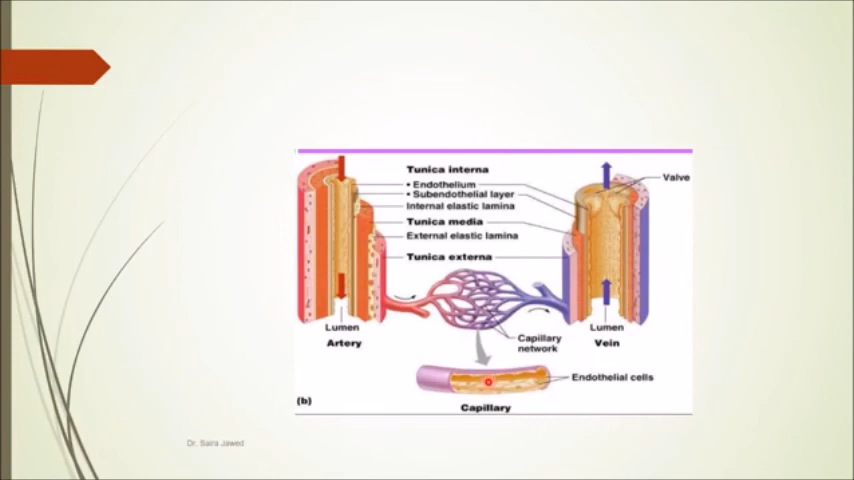 Tunica interna
• Endothelium
• Subendothelial layer
Internal elastic lamina
Tunica media
External elastic lamina
Tunica externa
Valve
Lumen
Artery
Capillary
network
Lumen
Vein
Endothelial cells
(b)
Capillary
Dr. Saira Jawed